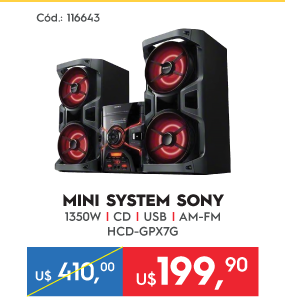 Cód.: 116643
MINI SYSTEM SONY
1350W | CD | USB | AM-FM
HCD-GPX7G
U$ 410,00
U$199,90